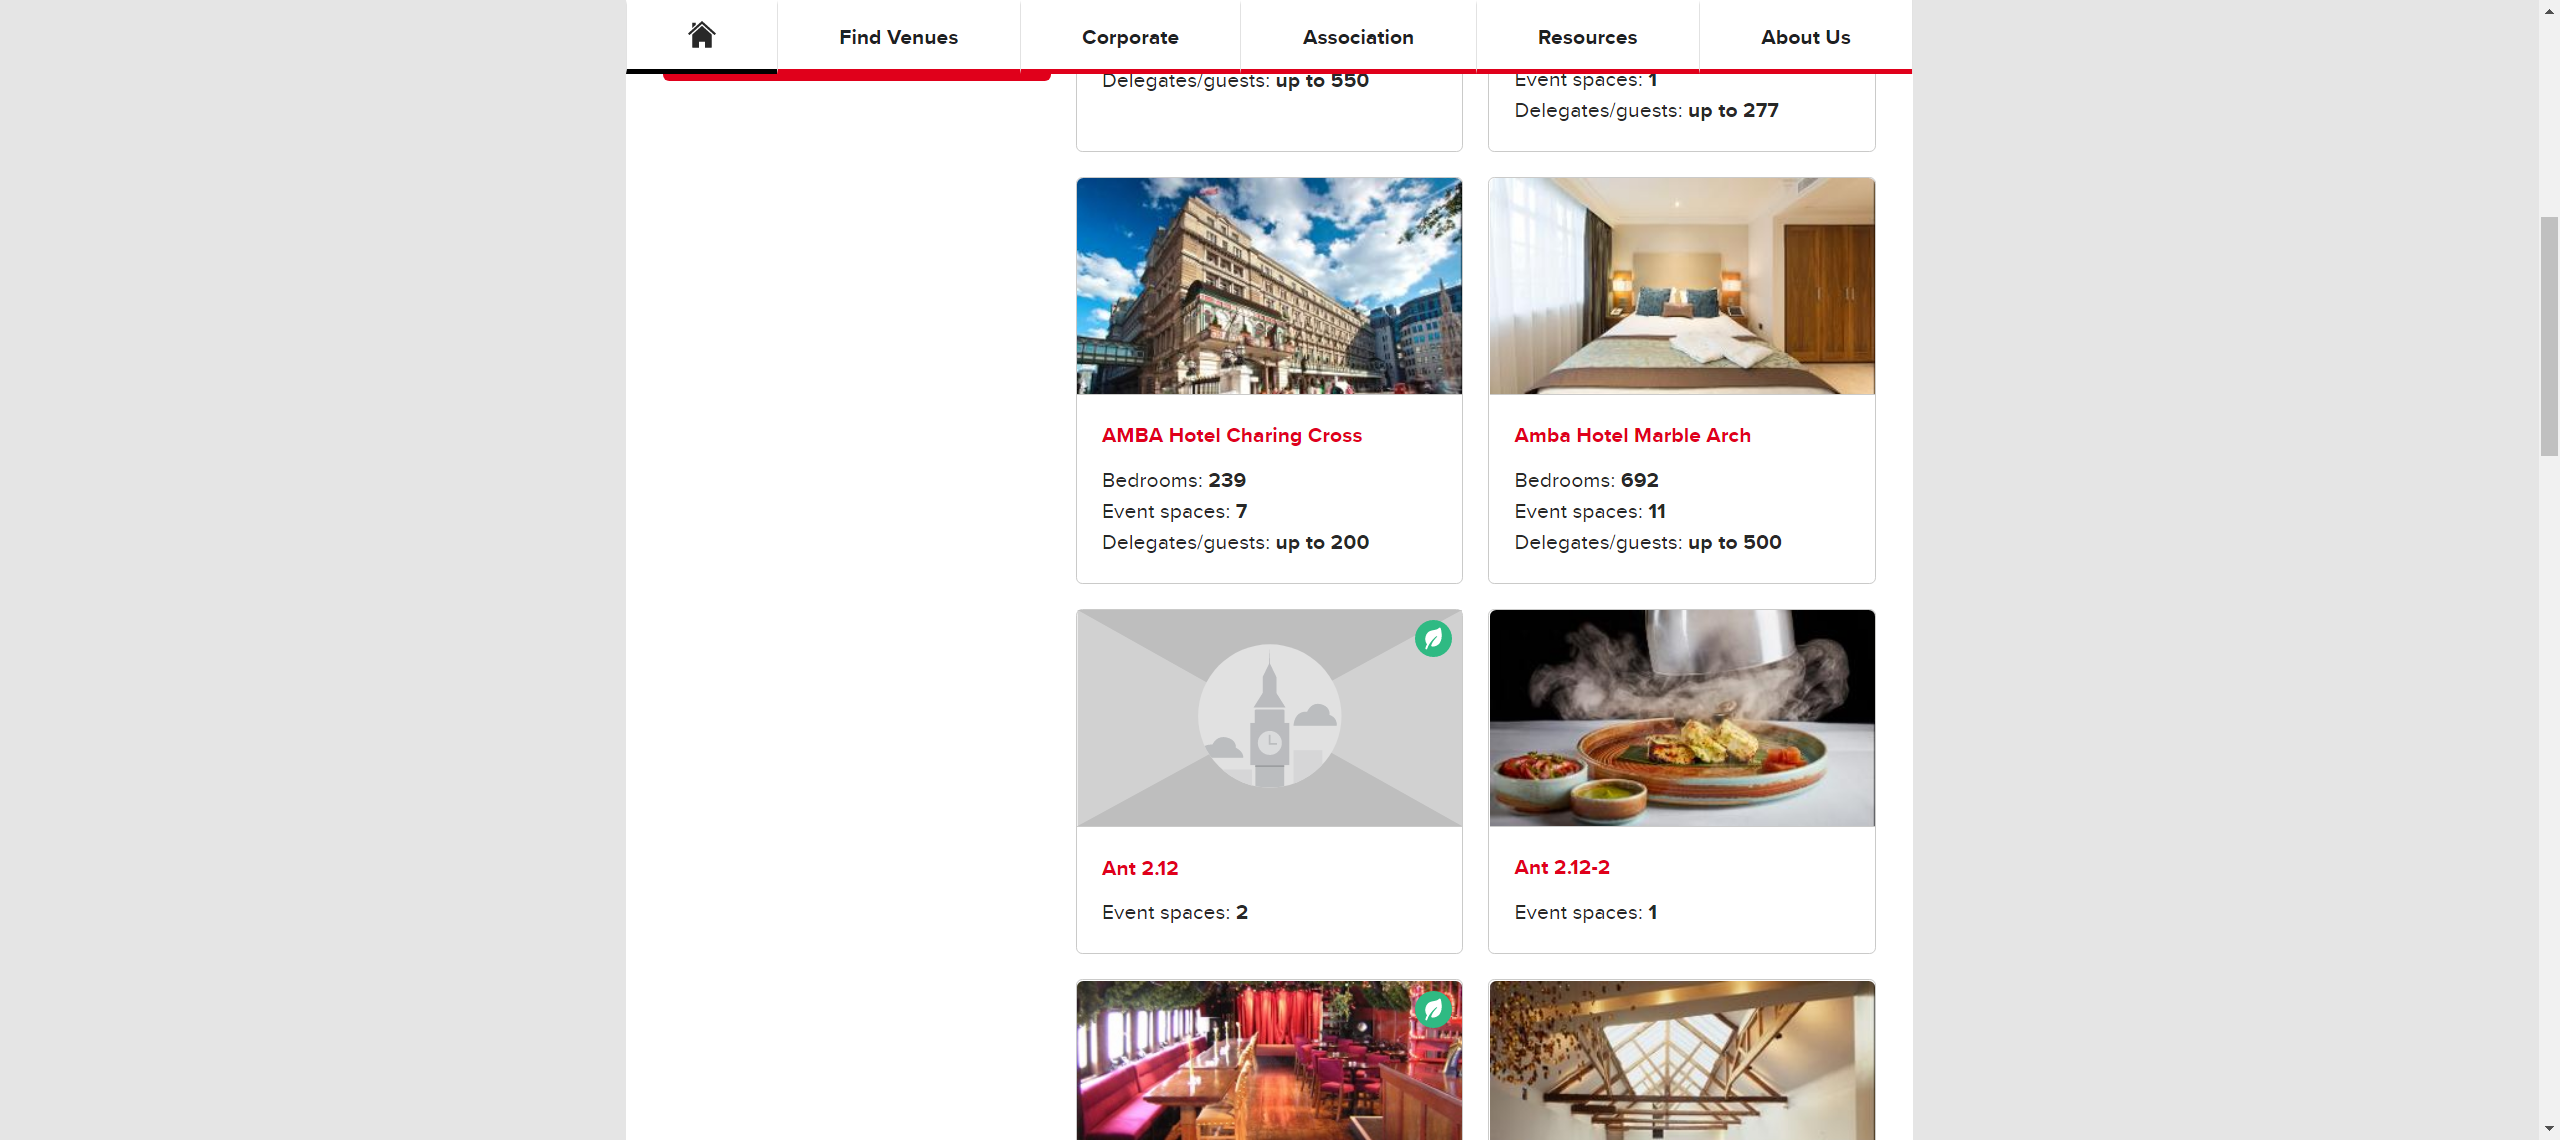 Find Venues
Corporate
Association
Resources
About Us
Delegates/guests: up to 550
Event spaces: 1
Delegates/guests: up to 277
AMBA Hotel Charing Cross
Bedrooms: 239
Event spaces: 7
Delegates/guests: up to 200
Amba Hotel Marble Arch
Bedrooms: 692
Event spaces: 11
Delegates/guests: up to 500
Ant 2.12
Event spaces: 2
Ant 2.12-2
Event spaces: 1